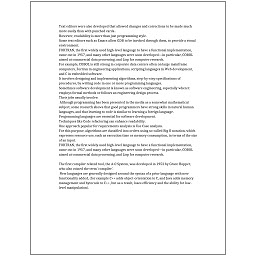 Text editors were also developed that allowed changes and corrections to be made much
more easily than with punched cards.
However, readability is more than just programming style.
Some text editors such as Emacs allow GDB to be invoked through them, to provide a visual
environment.
FORTRAN, the first widely used high-level language to have a functional implementation,
came out in 1957, and many other languages were soon developed—in particular, COBOL
aimed at commercial data processing, and Lisp for computer research.
For example, COBOL is still strong in corporate data centers often on large mainframe
computers, Fortran in engineering applications, scripting languages in Web development,
and C in embedded software.
It involves designing and implementing algorithms, step-by-step specifications of
procedures, by writing code in one or more programming languages.
Sometimes software development is known as software engineering, especially when it
employs formal methods or follows an engineering design process.
Their jobs usually involve:
Although programming has been presented in the media as a somewhat mathematical
subject, some research shows that good programmers have strong skills in natural human
languages, and that learning to code is similar to learning a foreign language.
Programming languages are essential for software development.
Techniques like Code refactoring can enhance readability.
One approach popular for requirements analysis is Use Case analysis.
For this purpose, algorithms are classified into orders using so-called Big O notation, which
expresses resource use, such as execution time or memory consumption, in terms of the size
of an input.
FORTRAN, the first widely used high-level language to have a functional implementation,
came out in 1957, and many other languages were soon developed—in particular, COBOL
aimed at commercial data processing, and Lisp for computer research.
The first compiler related tool, the A-0 System, was developed in 1952 by Grace Hopper,
who also coined the term 'compiler'.
New languages are generally designed around the syntax of a prior language with new
functionality added, (for example C++ adds object-orientation to C, and Java adds memory
management and bytecode to C++, but as a result, loses efficiency and the ability for low-
level manipulation).